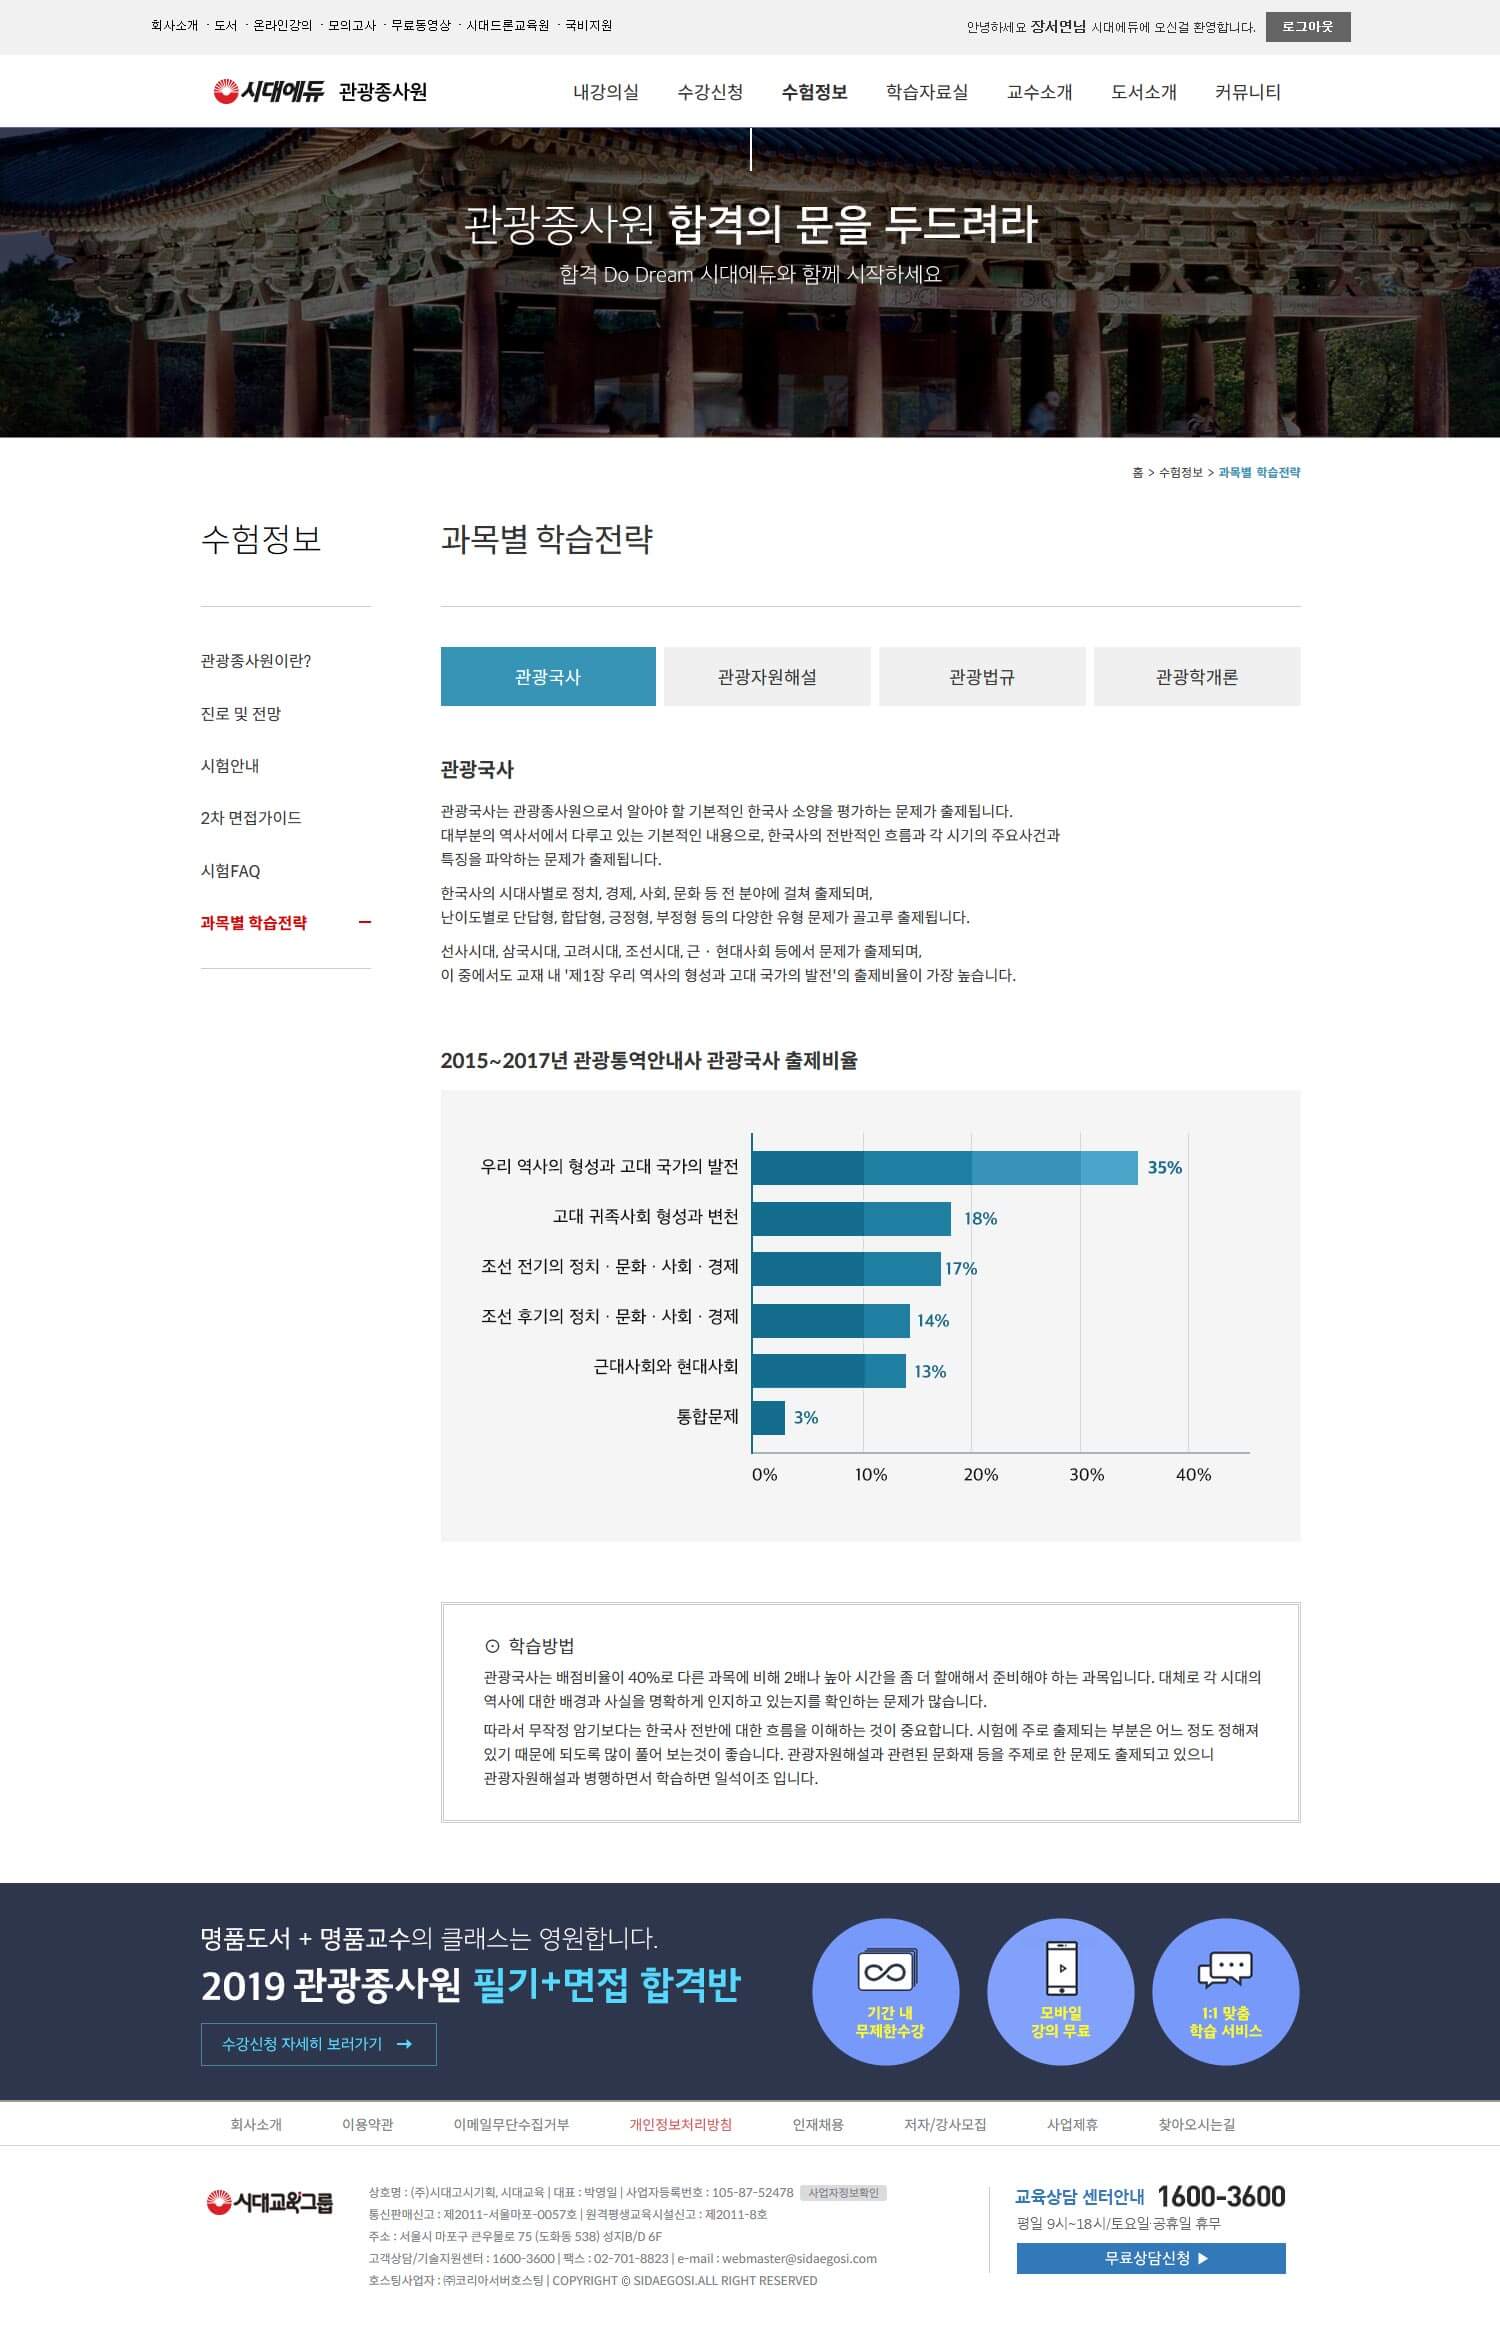 회사소개 · 도서 · 온라인강의 · 모의고사 · 무료동영상 · 시대드론교육원 · 국비지원
안녕하세요 장서연님 시대에듀에 오신걸 환영합니다. 로그아웃
시대에듀 관광종사원
내강의실 수강신청 수험정보 학습자료실 교수소개 도서소개 커뮤니티
관광종사원 합격의 문을 두드려라
합격 Do Dream 시대에듀와 함께 시작하세요
홈 > 수험정보 > 과목별 학습전략
수험정보
관광종사원이란?
진로 및 전망
시험안내
2차 면접가이드
시험FAQ
과목별 학습전략
과목별 학습전략
관광국사 관광자원해설 관광법규 관광학개론
관광국사
관광국사는 관광종사원으로서 알아야 할 기본적인 한국사 소양을 평가하는 문제가 출제됩니다.
대부분의 역사서에서 다루고 있는 기본적인 내용으로, 한국사의 전반적인 흐름과 각 시기의 주요사건과
특징을 파악하는 문제가 출제됩니다.
한국사의 시대사별로 정치, 경제, 사회, 문화 등 전 분야에 걸쳐 출제되며,
난이도별로 단답형, 합답형, 긍정형, 부정형 등의 다양한 유형 문제가 골고루 출제됩니다.
선사시대, 삼국시대, 고려시대, 조선시대, 근 · 현대사회 등에서 문제가 출제되며,
이 중에서도 교재 내 '제1장 우리 역사의 형성과 고대 국가의 발전'의 출제비율이 가장 높습니다.
2015~2017년 관광통역안내사 관광국사 출제비율
우리 역사의 형성과 고대 국가의 발전 35%
고대 귀족사회 형성과 변천 18%
조선 전기의 정치 · 문화 · 사회 · 경제 17%
조선 후기의 정치 · 문화 · 사회 · 경제 14%
근대사회와 현대사회 13%
통합문제 3%
0% 10% 20% 30% 40%
⊙ 학습방법
관광국사는 배점비율이 40%로 다른 과목에 비해 2배나 높아 시간을 좀 더 할애해서 준비해야 하는 과목입니다. 대체로 각 시대의
역사에 대한 배경과 사실을 명확하게 인지하고 있는지를 확인하는 문제가 많습니다.
따라서 무작정 암기보다는 한국사 전반에 대한 흐름을 이해하는 것이 중요합니다. 시험에 주로 출제되는 부분은 어느 정도 정해져
있기 때문에 되도록 많이 풀어 보는것이 좋습니다. 관광자원해설과 관련된 문화재 등을 주제로 한 문제도 출제되고 있으니
관광자원해설과 병행하면서 학습하면 일석이조 입니다.
명품도서 + 명품교수의 클래스는 영원합니다.
2019 관광종사원 필기+면접 합격반
수강신청 자세히 보러가기 →
기간 내
무제한수강
모바일
강의 무료
1:1 맞춤
학습 서비스
회사소개 이용약관 이메일무단수집거부 개인정보처리방침 인재채용 저자/강사모집 사업제휴 찾아오시는길
시대교육그룹
상호명 : (주)시대고시기획, 시대교육 | 대표 : 박영일 | 사업자등록번호 : 105-87-52478 사업자정보확인
통신판매신고 : 제2011-서울마포-0057호 | 원격평생교육시설신고 : 제2011-8호
주소 : 서울시 마포구 큰우물로 75 (도화동 538) 성지B/D 6F
고객상담/기술지원센터 : 1600-3600 | 팩스 : 02-701-8823 | e-mail : webmaster@sidaegosi.com
호스팅사업자 : ㈜코리아서버호스팅 | COPYRIGHT © SIDAEGOSI.ALL RIGHT RESERVED
교육상담 센터안내 1600-3600
평일 9시~18시/토요일·공휴일 휴무
무료상담신청 ▶